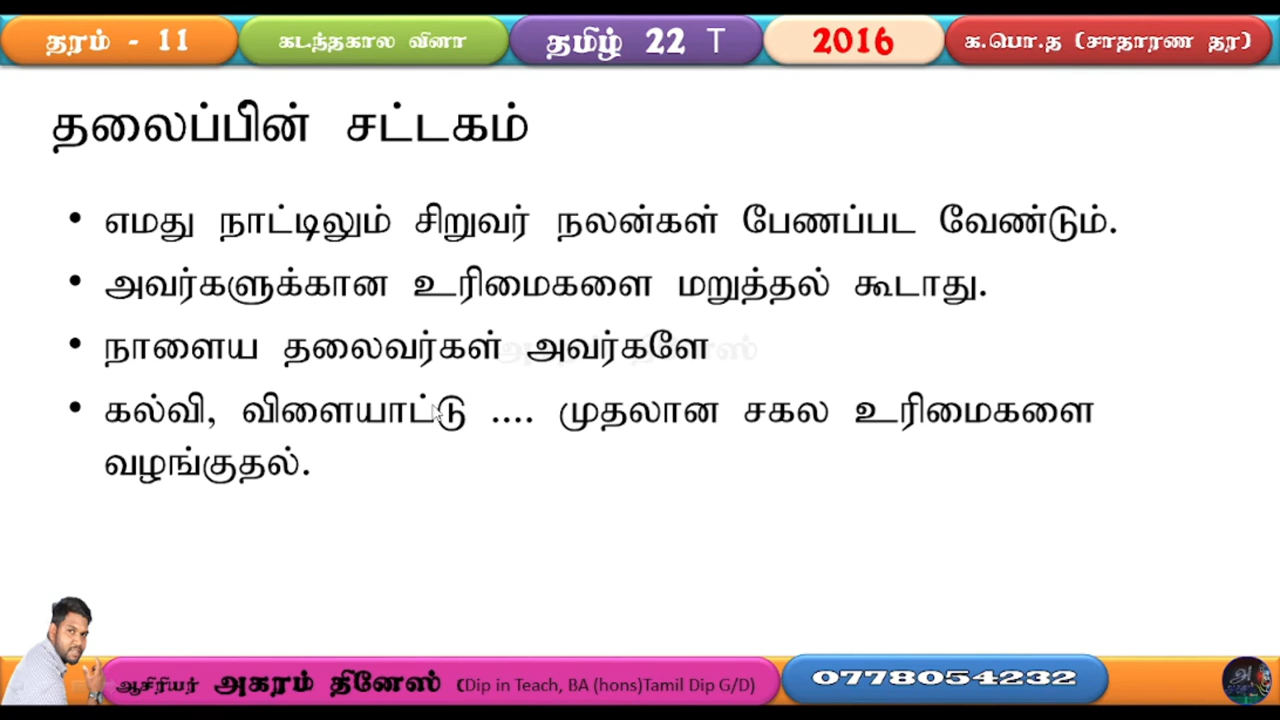 தரம் - 11
கடந்தகால வினா
தமிழ் 22 T
2016
க.பொ.த (சாதாரண தர)
தலைப்பின் சட்டகம்
• எமது நாட்டிலும் சிறுவர் நலன்கள் பேணப்பட வேண்டும்.
• அவர்களுக்கான உரிமைகளை மறுத்தல் கூடாது.
• நாளைய தலைவர்கள் அவர்களே
• கல்வி, விளையாட்டு .... முதலான சகல உரிமைகளை
வழங்குதல்.
ஆசிரியர் அகரம் தினேஸ் (Dip in Teach, BA (hons)Tamil Dip G/D)
0778054232